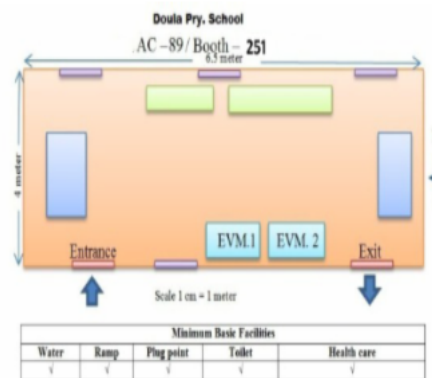 Doula Pry. School
AC – 89/ Booth – 251
6.5 meter
4 meter
EVM.1 EVM. 2
Entrance Exit
Scale 1 cm = 1 meter
Minimum Basic Facilities
Water Ramp Plug point Toilet Health care
√ √ √ √ √